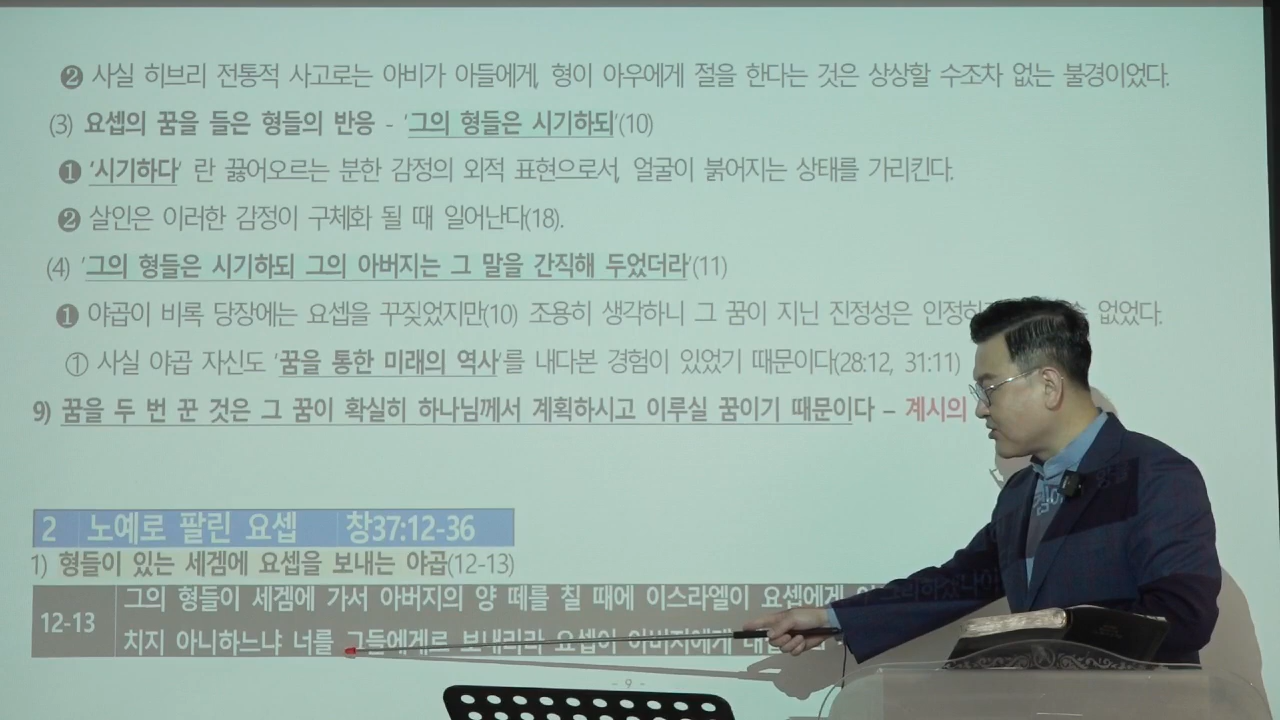 ❷ 사실 히브리 전통적 사고로는 아비가 아들에게, 형이 아우에게 절을 한다는 것은 상상할 수조차 없는 불경이었다.
(3) 요셉의 꿈을 들은 형들의 반응 - '그의 형들은 시기하되'(10)
❶ '시기하다' 란 끓어오르는 분한 감정의 외적 표현으로서, 얼굴이 붉어지는 상태를 가리킨다.
❷ 살인은 이러한 감정이 구체화 될 때 일어난다(18).
(4) '그의 형들은 시기하되 그의 아버지는 그 말을 간직해 두었더라'(11)
❶ 야곱이 비록 당장에는 요셉을 꾸짖었지만(10) 조용히 생각하니 그 꿈이 지닌 진정성은 없었다.
① 사실 야곱 자신도 '꿈을 통한 미래의 역사'를 내다본 경험이 있었기 때문이다(28:12, 31:11)
9) 꿈을 두 번 꾼 것은 그 꿈이 확실히 하나님께서 계획하시고 이루실 꿈이기 때문이다 – 계시의
2 노예로 팔린 요셉 창37:12-36
1) 형들이 있는 세겜에 요셉을 보내는 야곱(12-13)
12-13 그의 형들이 세겜에 가서 아버지의 양 떼를 칠 때에 이스라엘이 요셉에게
치지 아니하느냐 너를 그들에게로 보내리라 요셉이 아버지에게
- 9 -